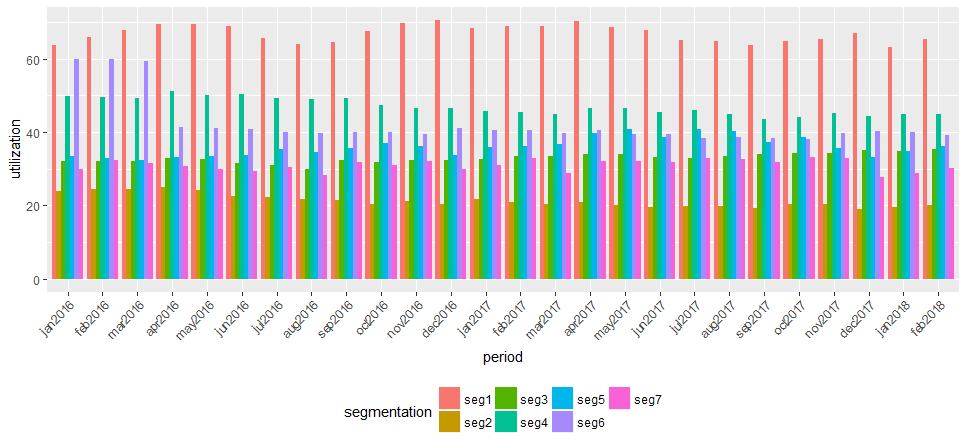 utilization
60
40
20
0
jan2016 feb2016 mar2016 apr2016 may2016 jun2016 jul2016 aug2016 sep2016 oct2016 nov2016 dec2016 jan2017 feb2017 mar2017 apr2017 may2017 jun2017 jul2017 aug2017 sep2017 oct2017 nov2017 dec2017 jan2018 feb2018
period
segmentation
seg1 seg3 seg5 seg7
seg2 seg4 seg6